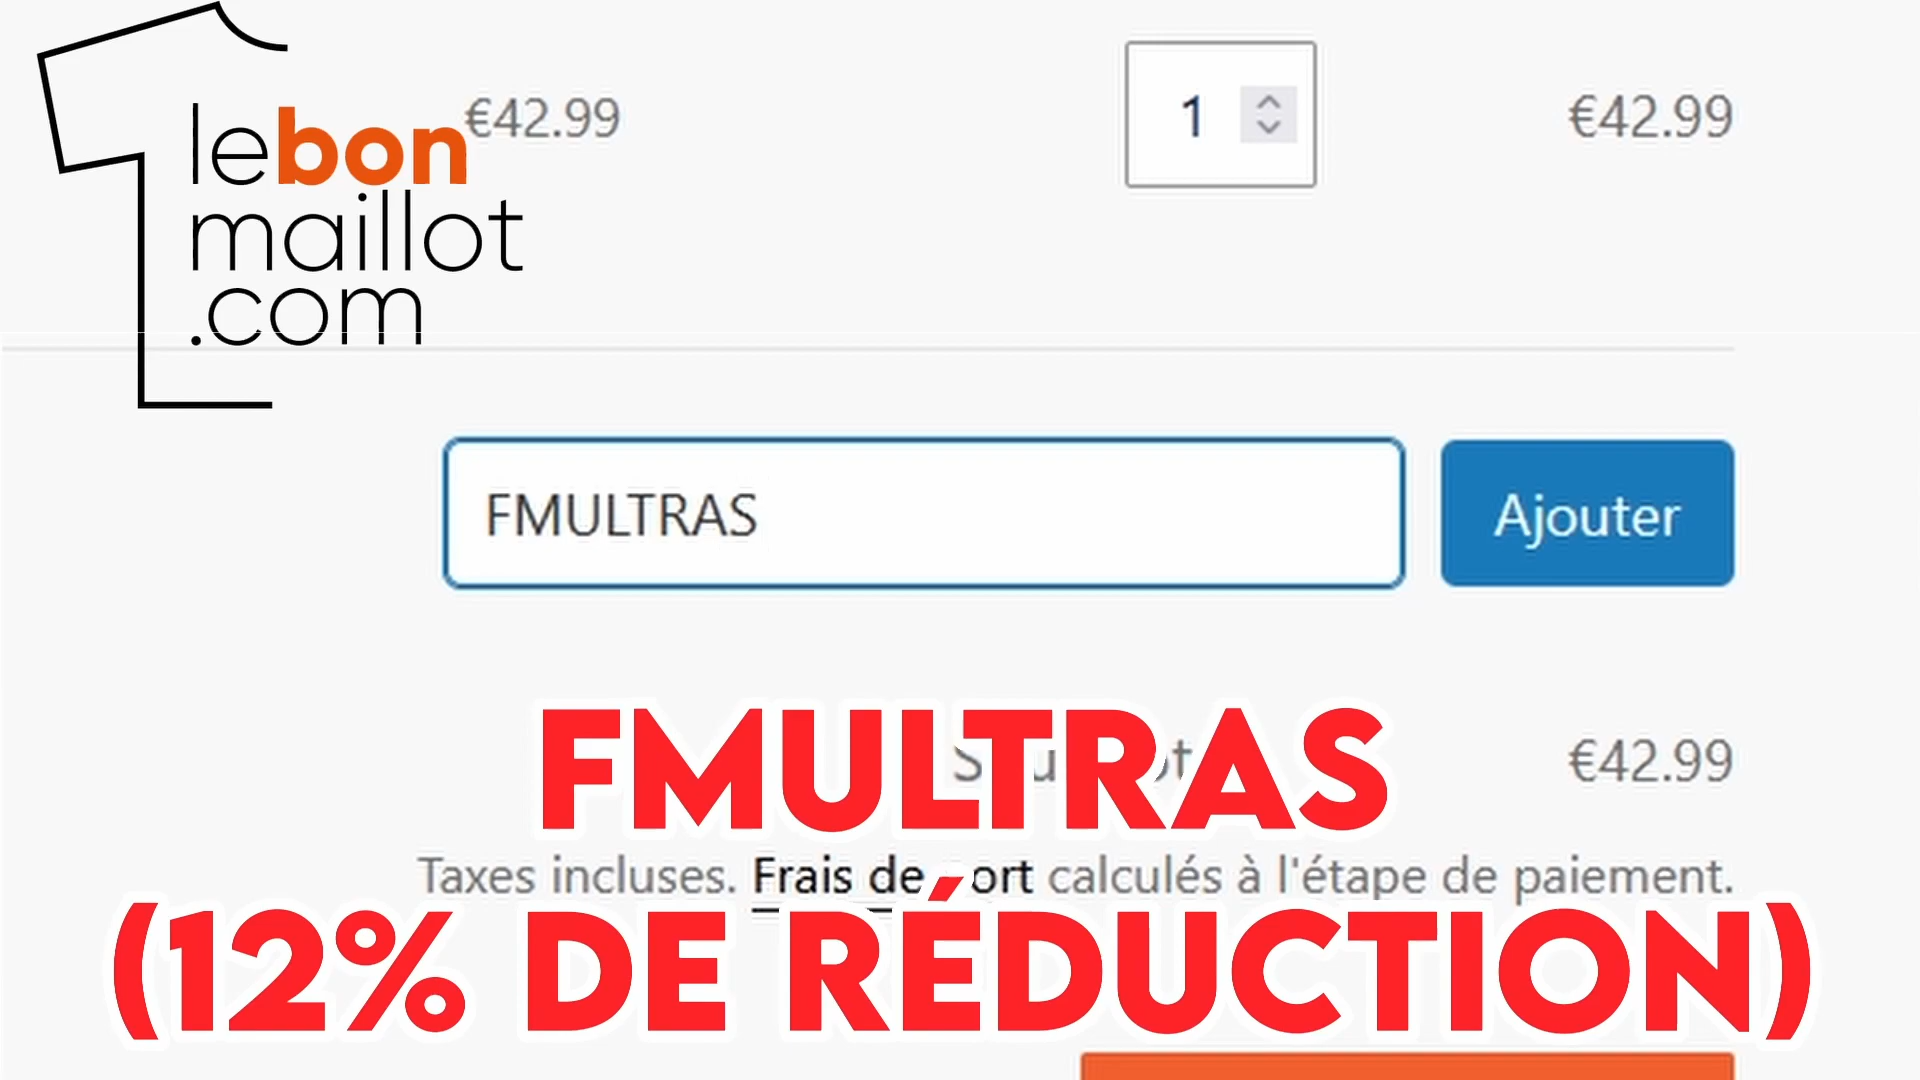 lebon
maillot
.com
€42.99 1 €42.99
FMULTRAS Ajouter
FMULTRAS
€42.99
Taxes incluses. Frais de calculés à l'étape de paiement.
(12% DE RÉDUCTION)